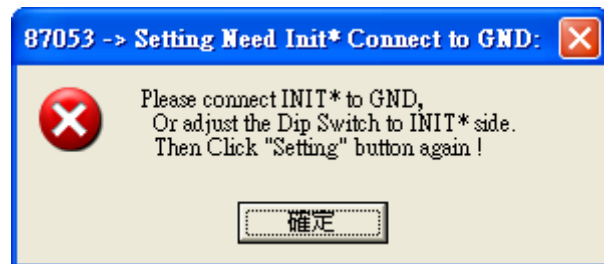 87053 -> Setting Need Init* Connect to GND:
Please connect INIT* to GND,
Or adjust the Dip Switch to INIT* side.
Then Click "Setting" button again !
確定